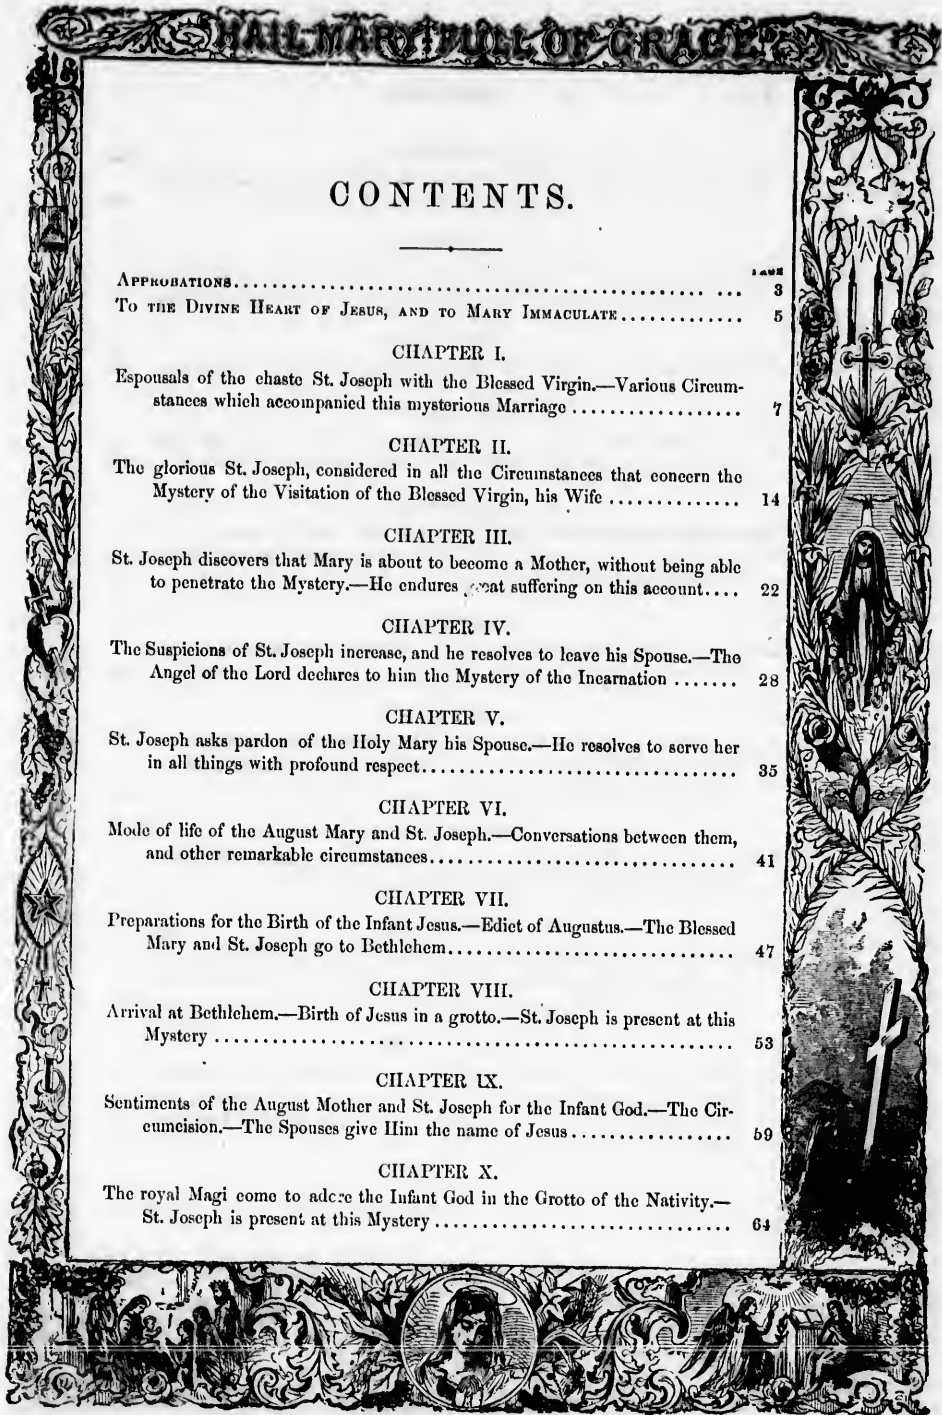 HAIL MARY FULL OF GRACE
CONTENTS.
PAGE
APPROBATIONS.................................................... ... 3
TO THE DIVINE HEART OF JESUS, AND TO MARY IMMACULATE............. 5
CHAPTER I.
Espousals of the chaste St. Joseph with the Blessed Virgin.—Various Circum-
stances which accompanied this mysterious Marriage .................. 7
CHAPTER II.
The glorious St. Joseph, considered in all the Circumstances that concern the
Mystery of the Visitation of the Blessed Virgin, his Wife .............. 14
CHAPTER III.
St. Joseph discovers that Mary is about to become a Mother, without being able
to penetrate the Mystery.—He endures great suffering on this account.... 22
CHAPTER IV.
The Suspicions of St. Joseph increase, and he resolves to leave his Spouse.—The
Angel of the Lord declares to him the Mystery of the Incarnation ....... 28
CHAPTER V.
St. Joseph asks pardon of the Holy Mary his Spouse.—He resolves to serve her
in all things with profound respect................................. 35
CHAPTER VI.
Mode of life of the August Mary and St. Joseph.—Conversations between them,
and other remarkable circumstances................................ 41
CHAPTER VII.
Preparations for the Birth of the Infant Jesus.—Edict of Augustus.—The Blessed
Mary and St. Joseph go to Bethlehem.............................. 47
CHAPTER VIII.
Arrival at Bethlehem.—Birth of Jesus in a grotto.—St. Joseph is present at this
Mystery ...................................................... 53
CHAPTER IX.
Sentiments of the August Mother and St. Joseph for the Infant God.—The Cir-
cumcision.—The Spouses give Him the name of Jesus................. 59
CHAPTER X.
The royal Magi come to adore the Infant God in the Grotto of the Nativity.—
St. Joseph is present at this Mystery ............................... 64